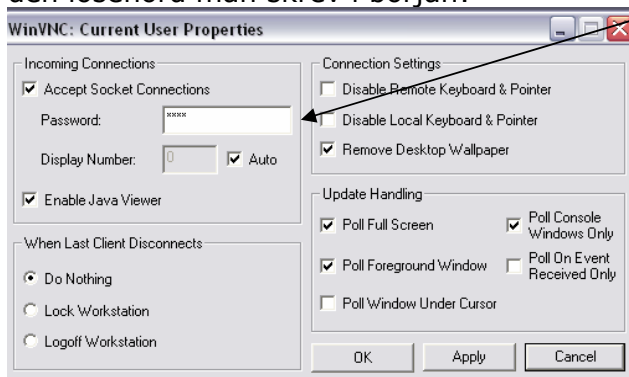 den lösenord man skrev i början.
WinVNC: Current User Properties
Incoming Connections
Accept Socket Connections
Password: ****
Display Number: 0 Auto
Enable Java Viewer
When Last Client Disconnects
Do Nothing
Lock Workstation
Logoff Workstation
Connection Settings
Disable Remote Keyboard & Pointer
Disable Local Keyboard & Pointer
Remove Desktop Wallpaper
Update Handling
Poll Full Screen
Poll Console
Windows Only
Poll Foreground Window
Poll On Event
Received Only
Poll Window Under Cursor
OK Apply Cancel